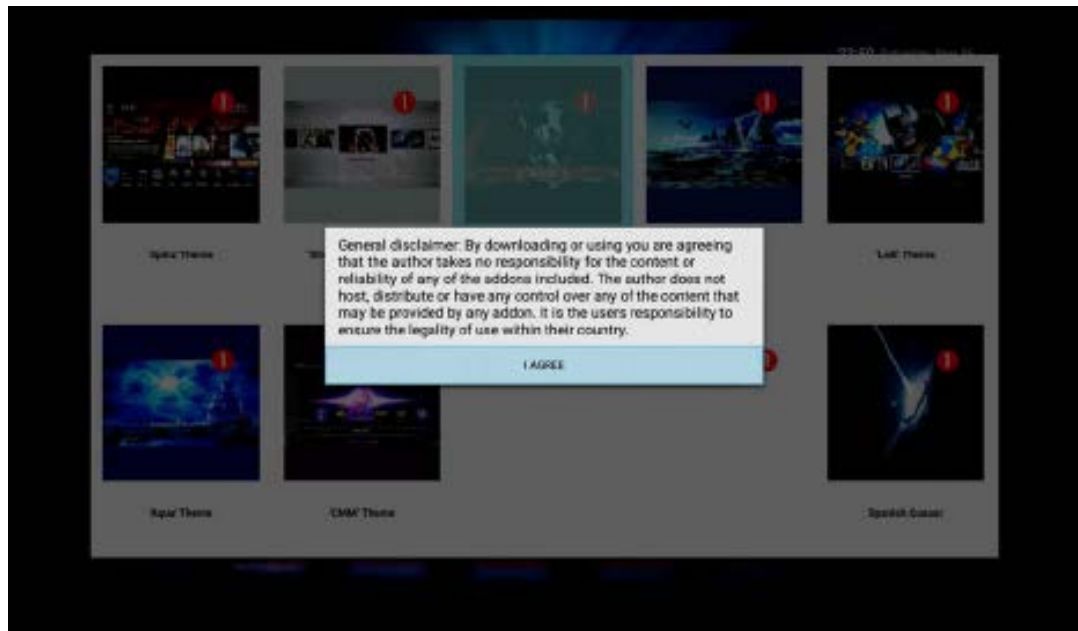 General disclaimer: By downloading or using you are agreeing
that the author takes no responsibility for the content or
reliability of any of the addons included. The author does not
host, distribute or have any control over any of the content that
may be provided by any addon. It is the users responsibility to
ensure the legality of use within their country.
I AGREE
'CMM' Theme